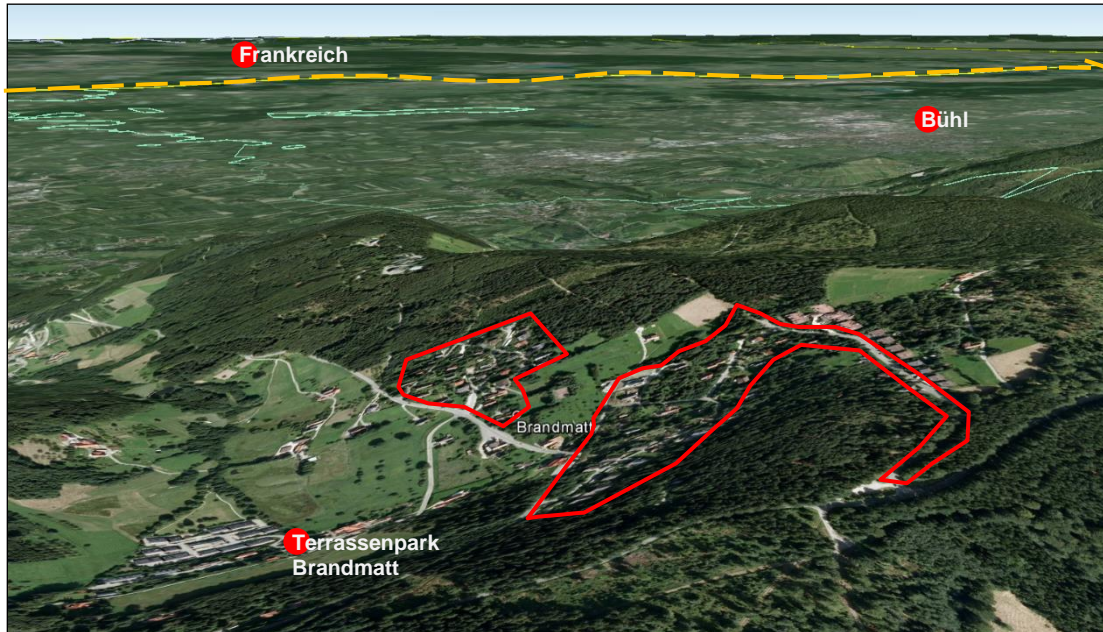 Frankreich
Bühl
Brandmatt
Terrassenpark
Brandmatt